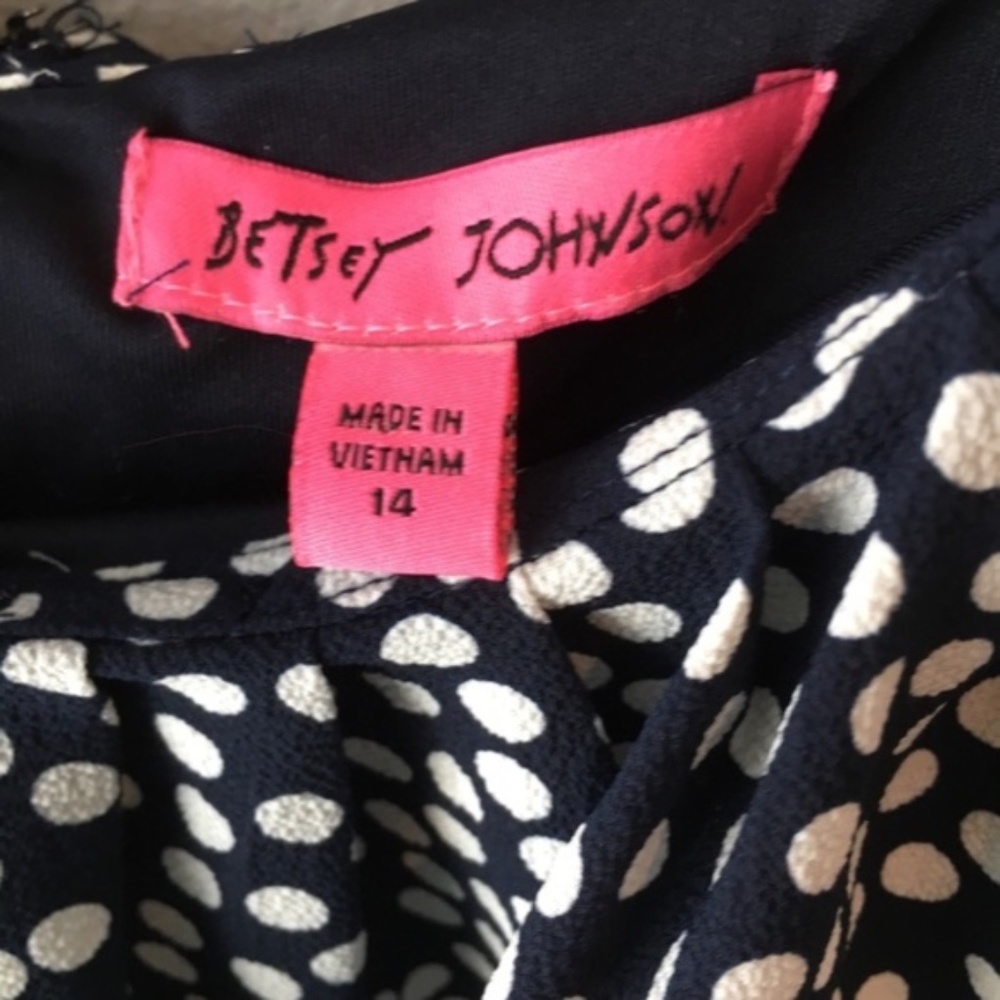 BETSEY JOHNSON.
MADE IN
VIETNAM
14